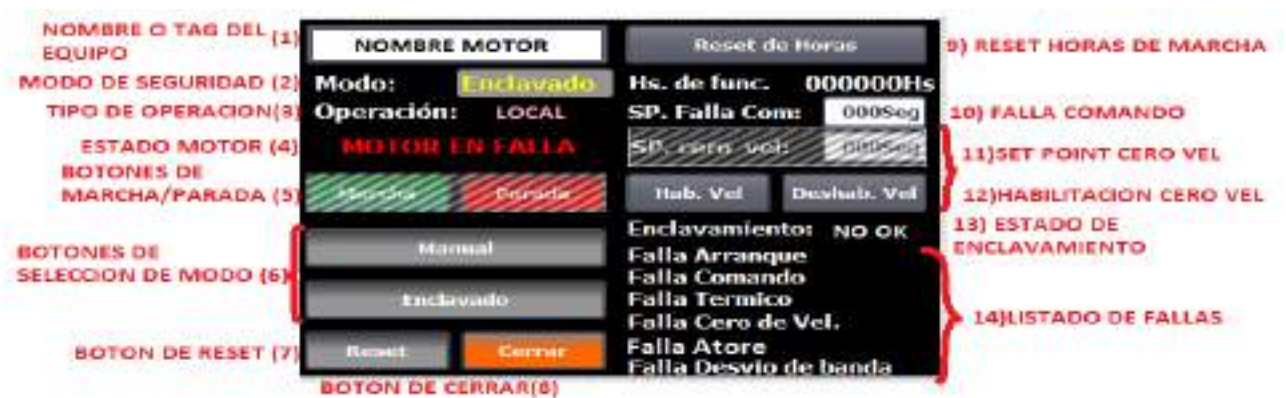 NOMBRE O TAG DEL (1)
EQUIPO
MODO DE SEGURIDAD (2)
TIPO DE OPERACION(3)
ESTADO MOTOR (4)
BOTONES DE
MARCHA/PARADA (5)
BOTONES DE
SELECCION DE MODO (6)
BOTON DE RESET (7)
BOTON DE CERRAR(8)
NOMBRE MOTOR
Modo: Enclavado
Operación: LOCAL
MOTOR EN FALLA
Marcha Parada
Manual
Enclavado
Reset Cerrar
Reset de Horas
Hs. de func. 000000Hs
SP. Falla Com: 000Seg
SP. cero vel: 000Seg
Hab. Vel Deshab. Vel
Enclavamiento: NO OK
Falla Arranque
Falla Comando
Falla Termico
Falla Cero de Vel.
Falla Atore
Falla Desvio de banda
9) RESET HORAS DE MARCHA
10) FALLA COMANDO
11)SET POINT CERO VEL
12)HABILITACION CERO VEL
13) ESTADO DE
ENCLAVAMIENTO
14)LISTADO DE FALLAS